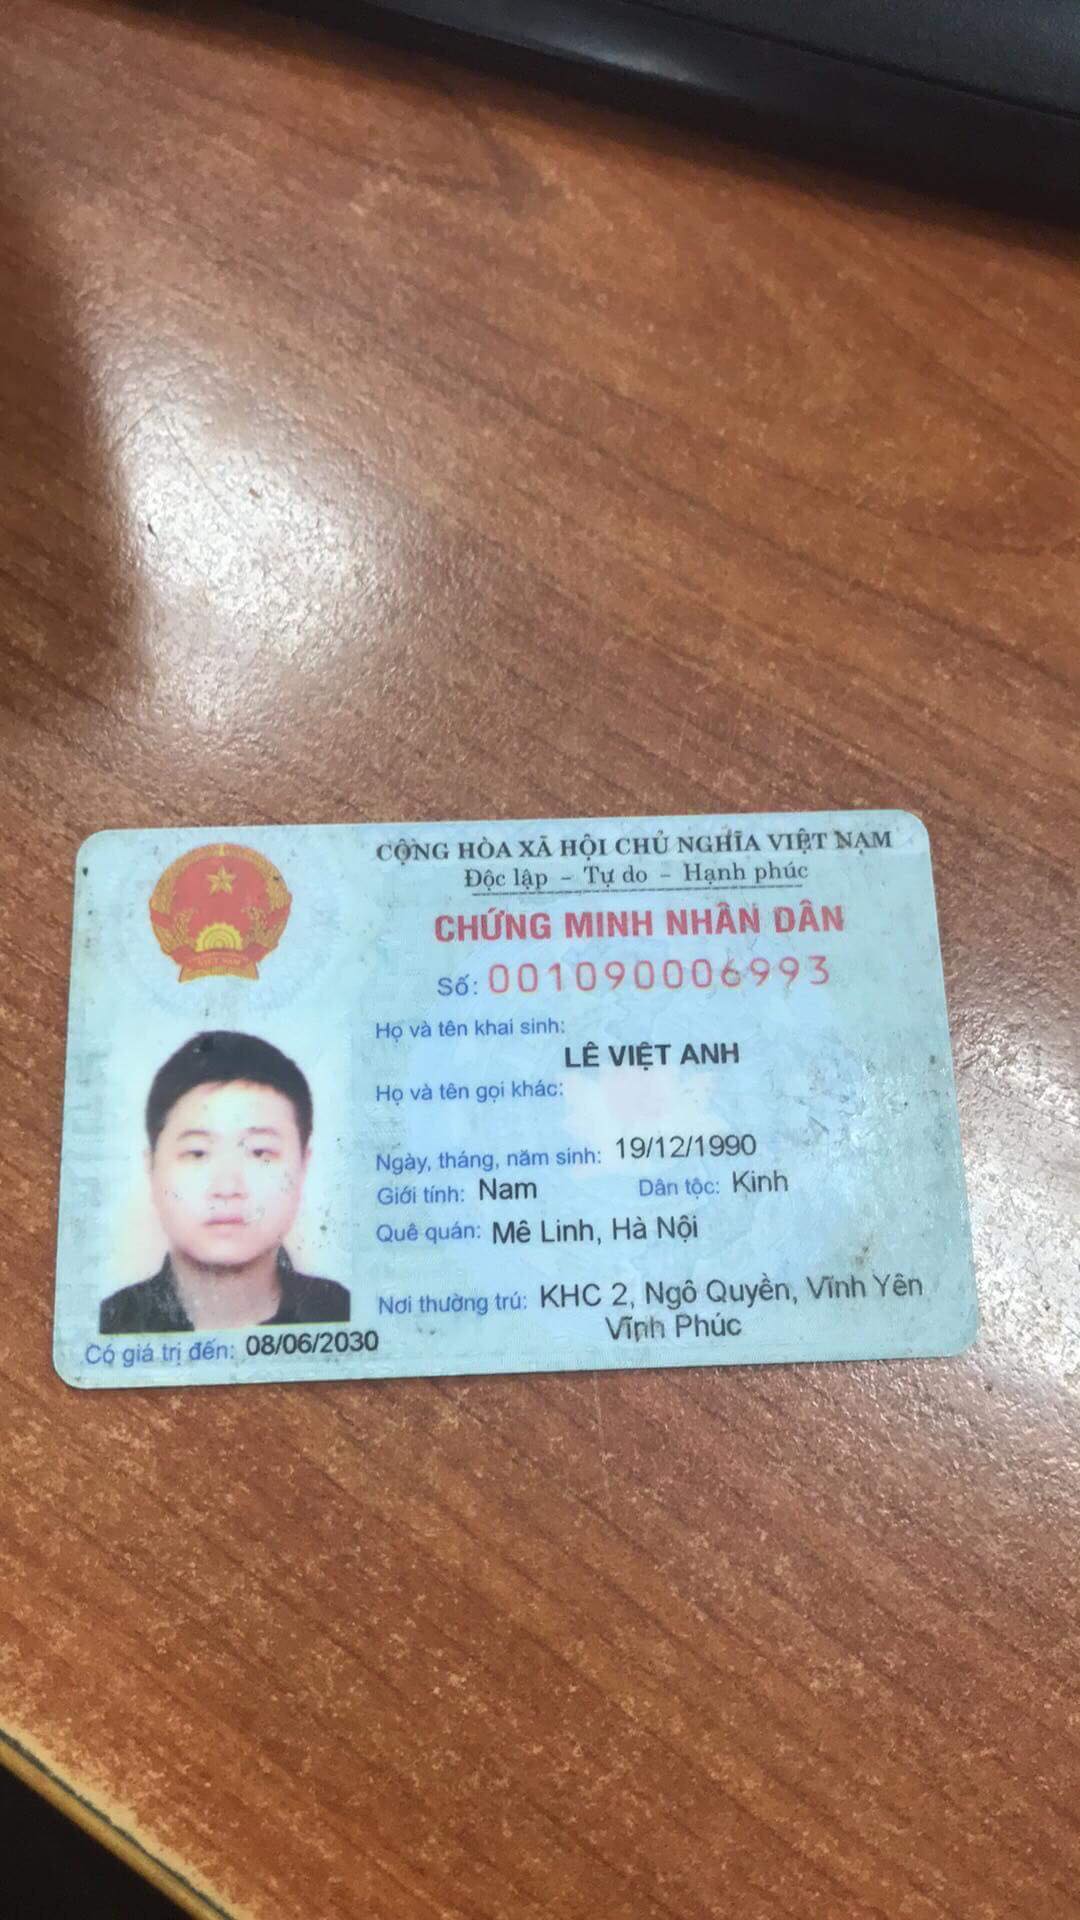 CỘNG HÒA XÃ HỘI CHỦ NGHĨA VIỆT NAM
Độc lập - Tự do - Hạnh phúc
CHỨNG MINH NHÂN DÂN
Số: 001090006993
Họ và tên khai sinh:
LÊ VIỆT ANH
Họ và tên gọi khác:
Ngày, tháng, năm sinh: 19/12/1990
Giới tính: Nam Dân tộc: Kinh
Quê quán: Mê Linh, Hà Nội
Nơi thường trú: KHC 2, Ngô Quyền, Vĩnh Yên
Vĩnh Phúc
Có giá trị đến: 08/06/2030
VIỆT NAM